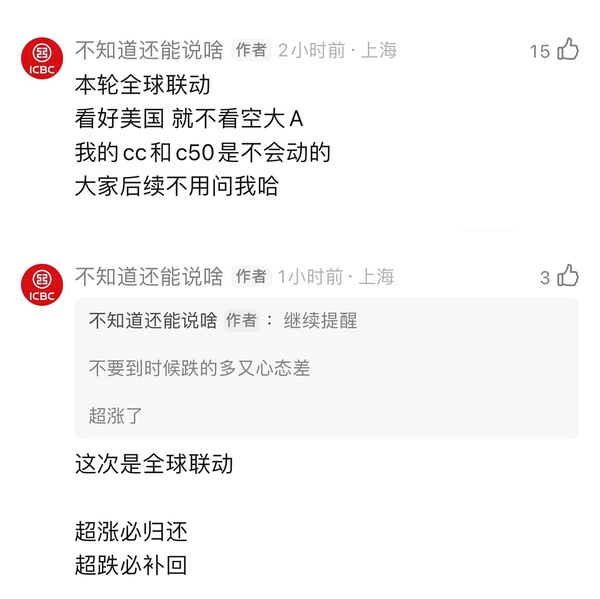 ICBC
不知道还能说啥 作者 2小时前 · 上海 15
本轮全球联动
看好美国 就不看空大A
我的cc和c50是不会动的
大家后续不用问我哈
ICBC
不知道还能说啥 作者 1小时前 · 上海 3
不知道还能说啥 作者 : 继续提醒
不要到时候跌的多又心态差
超涨了
这次是全球联动
超涨必归还
超跌必补回